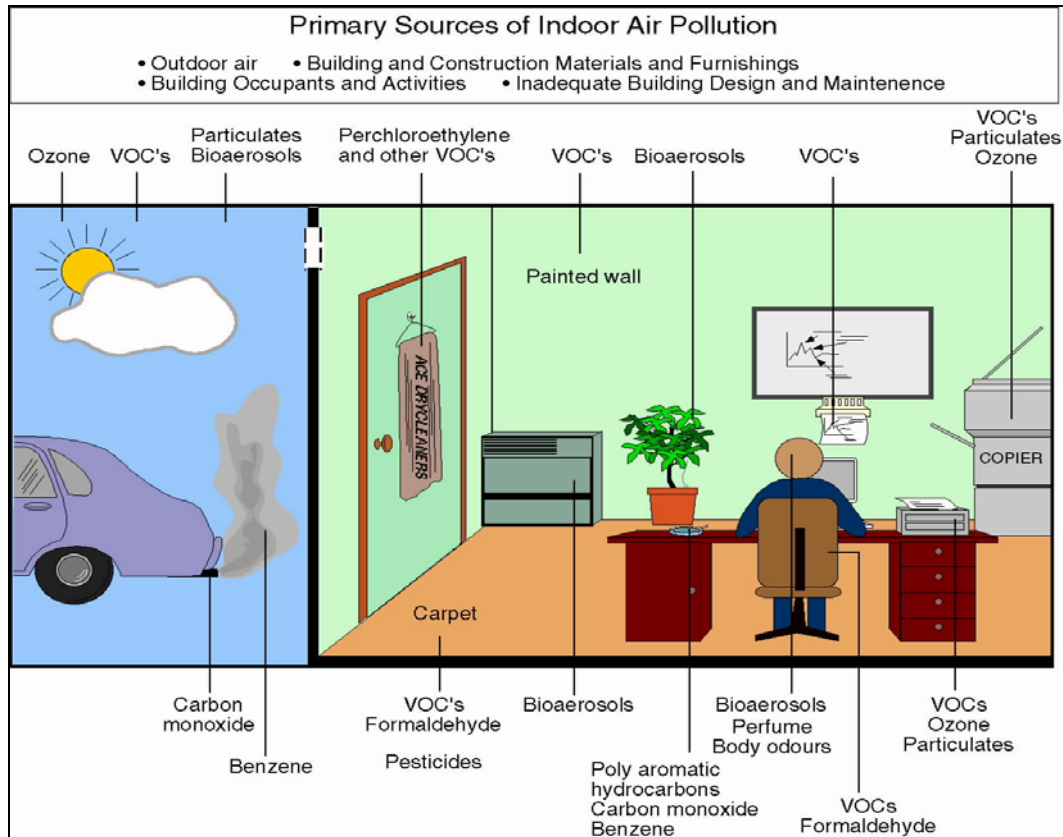 Primary Sources of Indoor Air Pollution
• Outdoor air • Building and Construction Materials and Furnishings
• Building Occupants and Activities • Inadequate Building Design and Maintenence
Ozone
VOC's
Particulates
Bioaerosols
Perchloroethylene
and other VOC's
VOC's
Bioaerosols
VOC's
VOC's
Particulates
Ozone
Painted wall
ACE DRYCLEANERS
COPIER
Carpet
Carbon
monoxide
Benzene
VOC's
Formaldehyde
Pesticides
Bioaerosols
Poly aromatic
hydrocarbons
Carbon monoxide
Benzene
Bioaerosols
Perfume
Body odours
VOCs
Formaldehyde
VOCs
Ozone
Particulates